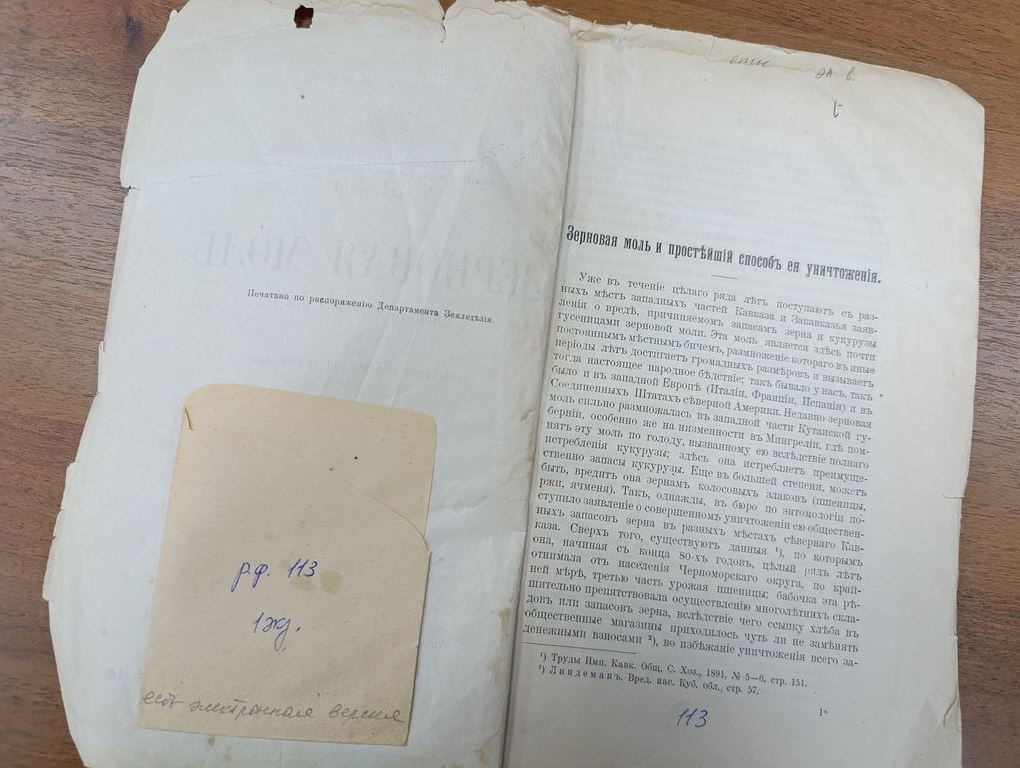 Печатано по распоряженію Департамента Земледѣлія.
р.ф. 113
1 экз.
есть электронная версия
Зерновая моль и простѣйшій способъ ея уничтоженія.
Уже въ теченіе цѣлаго ряда лѣтъ поступаютъ съ раз-
ныхъ мѣстъ западныхъ частей Кавказа и Закавказья заяв-
ленія о вредѣ, причиняемомъ запасамъ зерна и кукурузы
гусеницами зерновой моли. Эта моль является здѣсь почти
постояннымъ мѣстнымъ бичемъ, размноженіе котораго въ иные
періоды лѣтъ достигаетъ громадныхъ размѣровъ и вызываетъ
тогда настоящее народное бѣдствіе; такъ бывало у насъ, такъ
было и въ западной Европѣ (Италіи, Франціи, Испаніи) и въ
Соединенныхъ Штатахъ сѣверной Америки. Недавно зерновая
моль сильно размножалась въ западной части Кутаисской гу-
берніи, особенно же на низменности въ Мингреліи, гдѣ пом-
нятъ эту моль по голоду, вызванному ею вслѣдствіе полнаго
истребленія кукурузы; здѣсь она истребляетъ преимуще-
ственно запасы кукурузы. Еще въ большей степени, можетъ
быть, вредитъ она зернамъ колосовыхъ злаковъ (пшеницы,
ржи, ячменя). Такъ, однажды, въ бюро по энтомологіи по-
ступило заявленіе о совершенномъ уничтоженіи ею обществен-
ныхъ запасовъ зерна въ разныхъ мѣстахъ сѣвернаго Кав-
каза. Сверхъ того, существуютъ данныя ¹), по которымъ
она, начиная съ конца 80-хъ годовъ, цѣлый рядъ лѣтъ
отнимала отъ населенія Черноморскаго округа, по край-
ней мѣрѣ, третью часть урожая пшеницы; бабочка эта рѣ-
шительно препятствовала осуществленію многолѣтнихъ скла-
довъ или запасовъ зерна, вслѣдствіе чего ссыпку хлѣба въ
общественные магазины приходилось чуть ли не замѣнять
денежными взносами ²), во избѣжаніе уничтоженія всего за-
¹) Труды Имп. Кавк. Общ. С. Хоз., 1891, № 5—6, стр. 151.
²) Линдеманъ. Вред. нас. Куб. обл., стр. 57.
1*
113